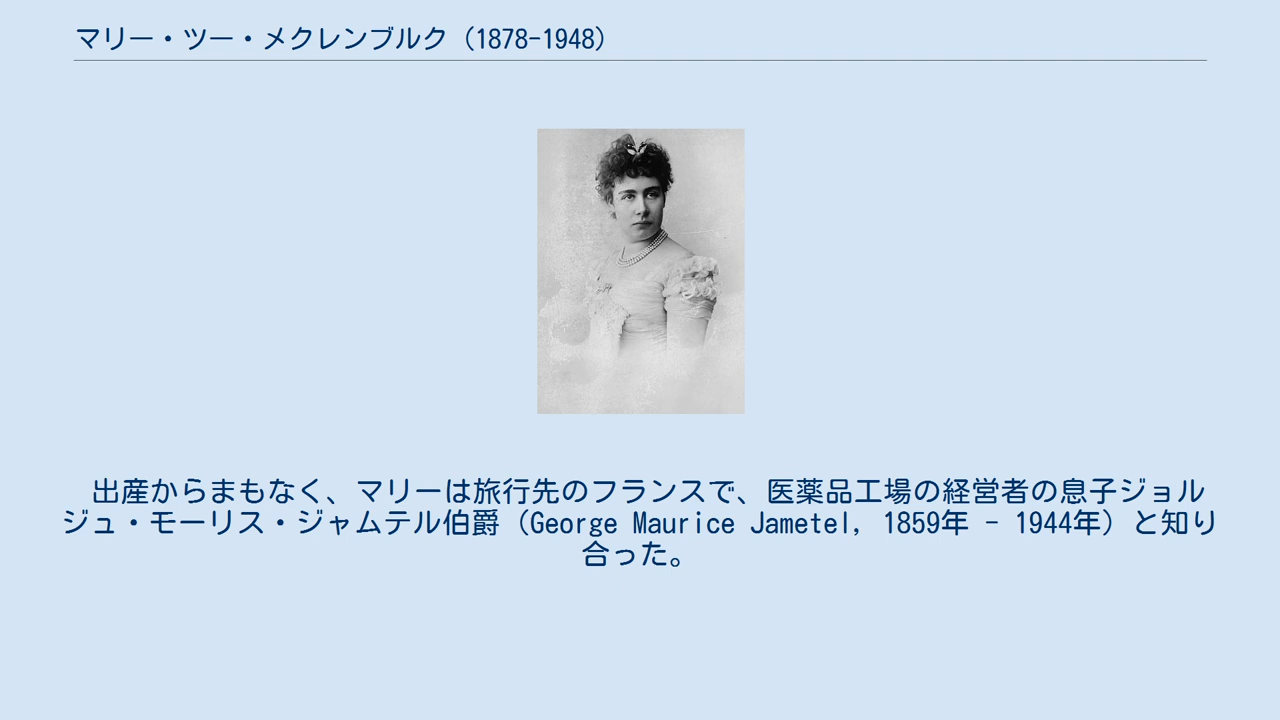 マリー・ツー・メクレンブルク（1878-1948）
出産からまもなく、マリーは旅行先のフランスで、医薬品工場の経営者の息子ジョル
ジュ・モーリス・ジャムテル伯爵（George Maurice Jametel, 1859年 - 1944年）と知り
合った。